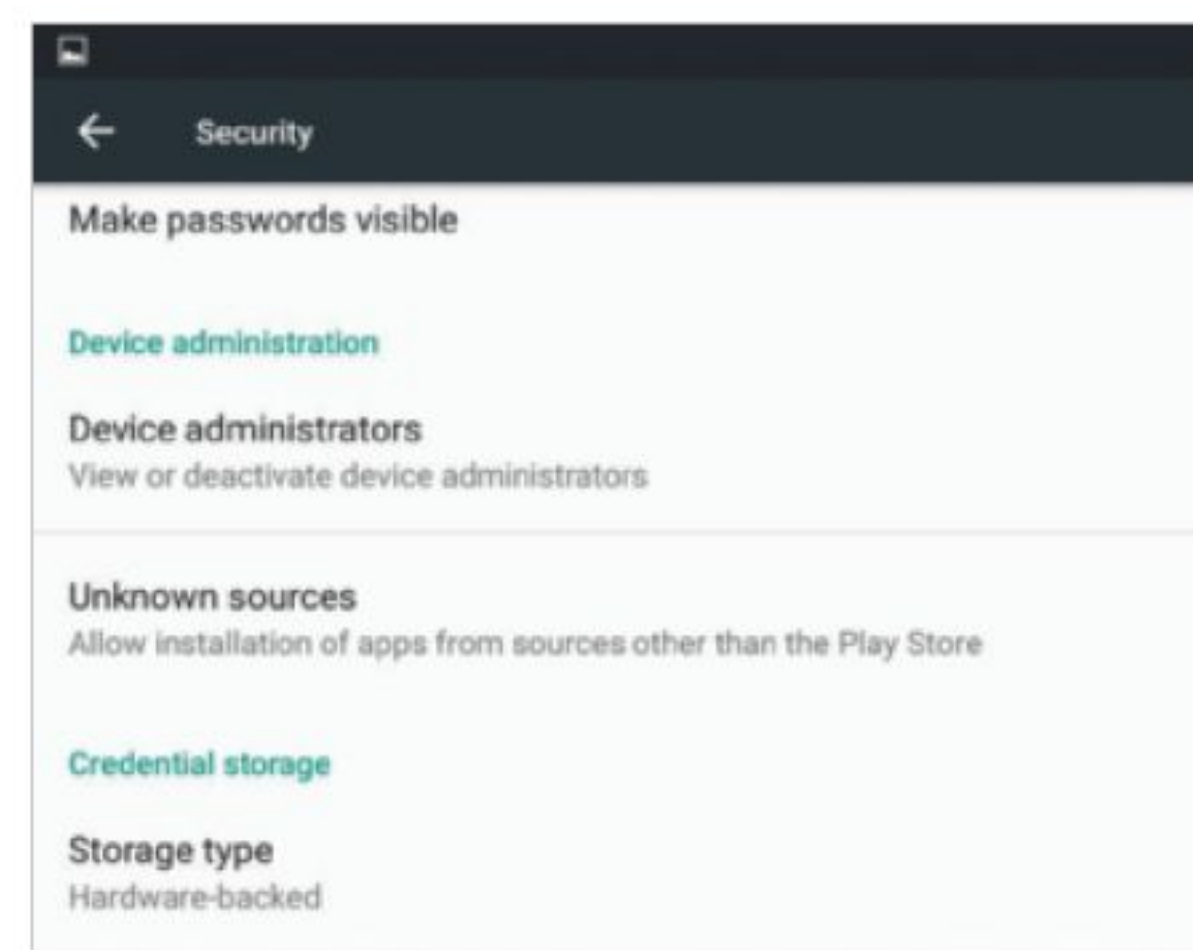 Security
Make passwords visible
Device administration
Device administrators
View or deactivate device administrators
Unknown sources
Allow installation of apps from sources other than the Play Store
Credential storage
Storage type
Hardware-backed